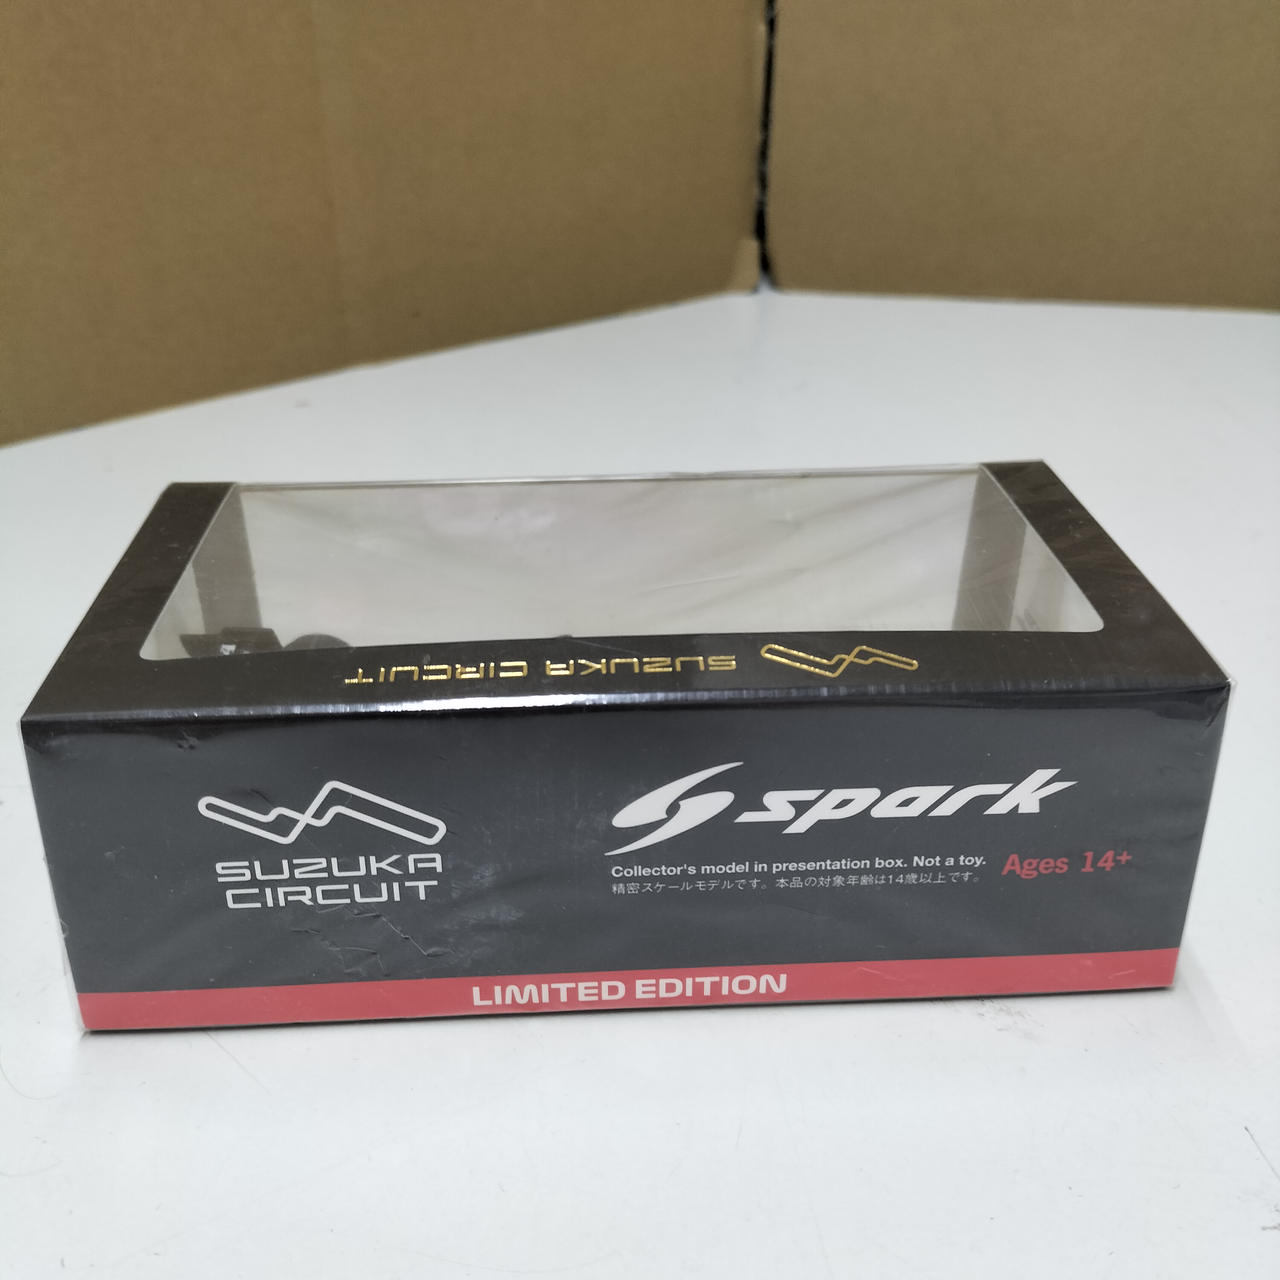 SUZUKA CIRCUIT
SUZUKA
CIRCUIT
spark
Collector's model in presentation box. Not a toy.
精密スケールモデルです。本品の対象年齢は14歳以上です。
Ages 14+
LIMITED EDITION